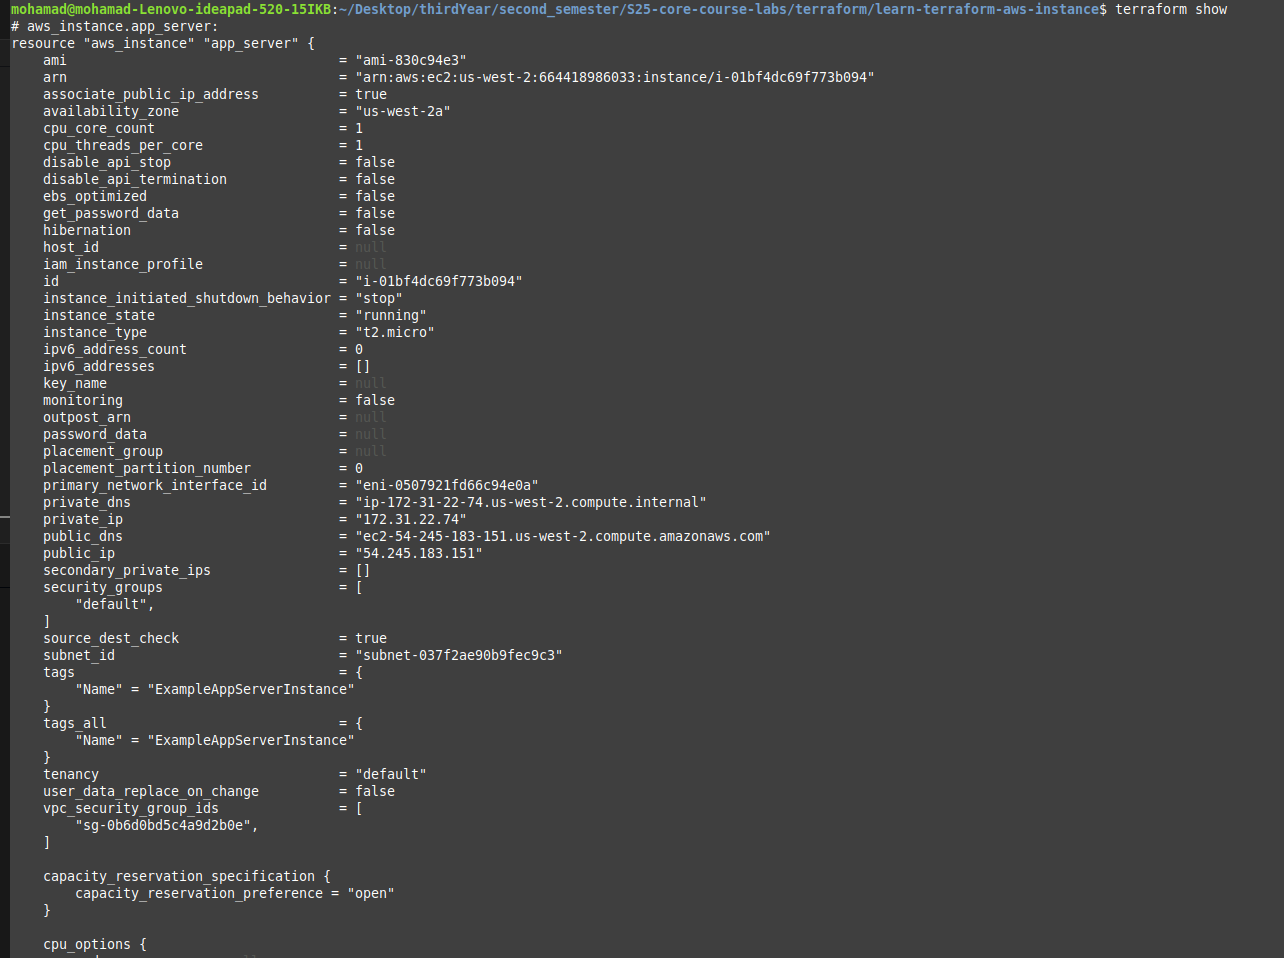 mohamad@mohamad-Lenovo-ideapad-520-15IKB:~/Desktop/thirdYear/second_semester/S25-core-course-labs/terraform/learn-terraform-aws-instance$ terraform show
# aws_instance.app_server:
resource "aws_instance" "app_server" {
    ami                                  = "ami-830c94e3"
    arn                                  = "arn:aws:ec2:us-west-2:664418986033:instance/i-01bf4dc69f773b094"
    associate_public_ip_address          = true
    availability_zone                    = "us-west-2a"
    cpu_core_count                       = 1
    cpu_threads_per_core                 = 1
    disable_api_stop                     = false
    disable_api_termination              = false
    ebs_optimized                        = false
    get_password_data                    = false
    hibernation                          = false
    host_id                              = null
    iam_instance_profile                 = null
    id                                   = "i-01bf4dc69f773b094"
    instance_initiated_shutdown_behavior = "stop"
    instance_state                       = "running"
    instance_type                        = "t2.micro"
    ipv6_address_count                   = 0
    ipv6_addresses                       = []
    key_name                             = null
    monitoring                           = false
    outpost_arn                          = null
    password_data                        = null
    placement_group                      = null
    placement_partition_number           = 0
    primary_network_interface_id         = "eni-0507921fd66c94e0a"
    private_dns                          = "ip-172-31-22-74.us-west-2.compute.internal"
    private_ip                           = "172.31.22.74"
    public_dns                           = "ec2-54-245-183-151.us-west-2.compute.amazonaws.com"
    public_ip                            = "54.245.183.151"
    secondary_private_ips                = []
    security_groups                      = [
        "default",
    ]
    source_dest_check                    = true
    subnet_id                            = "subnet-037f2ae90b9fec9c3"
    tags                                 = {
        "Name" = "ExampleAppServerInstance"
    }
    tags_all                             = {
        "Name" = "ExampleAppServerInstance"
    }
    tenancy                              = "default"
    user_data_replace_on_change          = false
    vpc_security_group_ids               = [
        "sg-0b6d0bd5c4a9d2b0e",
    ]

    capacity_reservation_specification {
        capacity_reservation_preference = "open"
    }

    cpu_options {